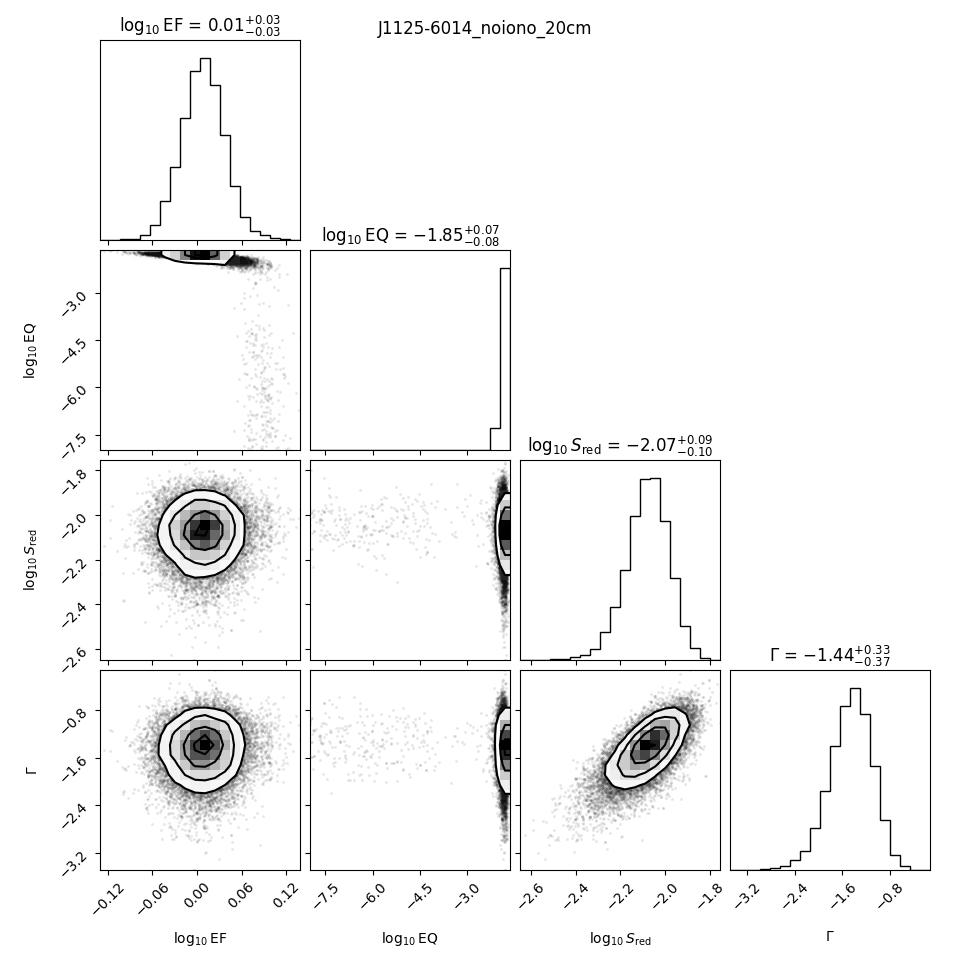 J1125-6014_noiono_20cm
log₁₀ EF = 0.01 +0.03 −0.03
log₁₀ EQ = −1.85 +0.07 −0.08
−3.0
−4.5
−6.0
−7.5
log₁₀ EQ
log₁₀ S_red = −2.07 +0.09 −0.10
−1.8
−2.0
−2.2
−2.4
−2.6
log₁₀ S_red
Γ = −1.44 +0.33 −0.37
−0.8
−1.6
−2.4
−3.2
Γ
−0.12 −0.06 0.00 0.06 0.12
−7.5 −6.0 −4.5 −3.0
−2.6 −2.4 −2.2 −2.0 −1.8
−3.2 −2.4 −1.6 −0.8
log₁₀ EF
log₁₀ EQ
log₁₀ S_red
Γ